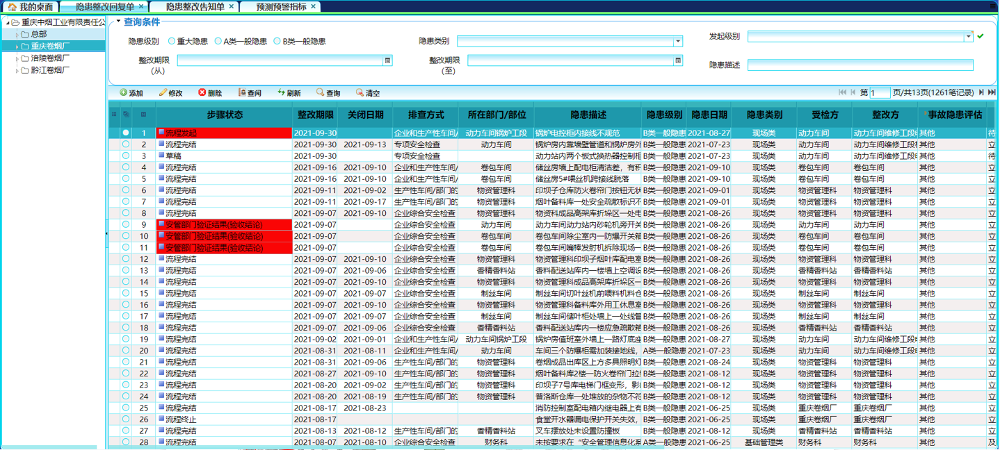 我的桌面 隐患整改回复单 × 隐患整改告知单 × 预测预警指标 ×
重庆中烟工业有限责任公
总部
重庆卷烟厂
涪陵卷烟厂
黔江卷烟厂
查询条件
隐患级别 重大隐患 A类一般隐患 B类一般隐患 隐患类别 发起级别
整改期限(从) 整改期限(至) 隐患描述
添加 修改 删除 查阅 刷新 查询 清空 第 1 页/共13页(1261笔记录)
步骤状态 整改期限 关闭日期 排查方式 所在部门/部位 隐患描述 隐患级别 隐患日期 隐患类别 受检方 整改方 事故隐患评估
1 流程发起 2021-09-30 企业和生产性车间/ 动力车间锅炉工段 锅炉电控柜内接线不规范 B类一般隐患 2021-08-27 现场类 动力车间 动力车间维修工段 其他 待
2 流程完结 2021-09-30 2021-09-13 专项安全检查 动力车间 锅炉房内靠墙壁管道和锅炉房外 B类一般隐患 2021-07-23 现场类 动力车间 动力车间维修工段 其他 立
3 草稿 2021-09-30 专项安全检查 动力站内两个板式换热器控制柜 B类一般隐患 2021-07-23 现场类 动力车间 动力车间维修工段 其他 待
4 流程完结 2021-09-16 2021-09-10 企业和生产性车间/ 卷包车间 储丝房墙上配电柜清洁差，有积 B类一般隐患 2021-09-10 现场类 卷包车间 卷包车间 其他 立
5 流程完结 2021-09-16 2021-09-10 企业和生产性车间/ 卷包车间 储丝房5#喂丝机跨接线脱落 B类一般隐患 2021-09-10 现场类 卷包车间 卷包车间 其他 立
6 流程完结 2021-09-11 2021-09-02 生产性车间/部门的 物资管理科 印坝子仓库防火卷帘门按钮无状 B类一般隐患 2021-09-01 现场类 物资管理科 物资管理科 其他 立
7 流程完结 2021-09-11 2021-09-17 生产性车间/部门的 物资管理科 烟叶备料库一处安全疏散标识不 B类一般隐患 2021-09-01 现场类 物资管理科 物资管理科 其他 立
8 流程完结 2021-09-07 2021-09-10 企业综合安全检查 物资管理科 物资科成品高架库折垛区一处电 B类一般隐患 2021-08-26 现场类 物资管理科 物资管理科 其他 立
9 安管部门验证结果(验收结论) 2021-09-07 企业综合安全检查 动力车间 动力车间动力站内砂轮机旁开关 B类一般隐患 2021-08-26 现场类 动力车间 动力车间 其他 立
10 安管部门验证结果(验收结论) 2021-09-07 企业综合安全检查 卷包车间 卷包车间除尘室内一防爆开关箱 B类一般隐患 2021-08-26 现场类 卷包车间 卷包车间 其他 立
11 安管部门验证结果(验收结论) 2021-09-07 企业综合安全检查 卷包车间 卷包车间嘴棒发射机拆除现场一 B类一般隐患 2021-08-26 现场类 卷包车间 卷包车间 其他 立
12 流程完结 2021-09-07 2021-09-10 企业综合安全检查 物资管理科 物资管理科印坝子烟叶库配电室 B类一般隐患 2021-08-26 现场类 物资管理科 物资管理科 其他 立
13 流程完结 2021-09-07 2021-09-06 企业综合安全检查 香精香料站 香料配送站库内一楼墙上空调设 B类一般隐患 2021-08-26 现场类 香精香料站 香精香料站 其他 立
14 流程完结 2021-09-07 2021-09-10 企业综合安全检查 物资管理科 物资管理科成品高架库折垛区一 B类一般隐患 2021-08-26 现场类 物资管理科 物资管理科 其他 立
15 流程完结 2021-09-07 2021-09-10 企业综合安全检查 制丝车间 制丝车间切叶丝机前喂料机料仓 B类一般隐患 2021-08-26 现场类 制丝车间 制丝车间 其他 立
16 流程完结 2021-09-07 2021-09-10 企业综合安全检查 物资管理科 物资管理科备料库外用工休息室 B类一般隐患 2021-08-26 现场类 物资管理科 物资管理科 其他 立
17 流程完结 2021-09-07 2021-09-10 企业综合安全检查 制丝车间 制丝车间储叶柜处墙上一处线管 B类一般隐患 2021-08-26 现场类 制丝车间 制丝车间 其他 立
18 流程完结 2021-09-07 2021-09-06 企业综合安全检查 香精香料站 香料配送站库内一楼应急疏散箱 B类一般隐患 2021-08-26 现场类 香精香料站 香精香料站 其他 立
19 流程完结 2021-09-02 2021-09-01 企业和生产性车间/ 动力车间锅炉工段 锅炉房值班室外墙上一路灯底座 B类一般隐患 2021-08-27 现场类 动力车间 动力车间维修工段 其他 立
20 流程完结 2021-08-31 2021-08-11 企业和生产性车间/ 动力车间 车间三个防爆柜需加装接地线， A类一般隐患 2021-07-23 现场类 动力车间 动力车间维修工段 其他 立
21 流程完结 2021-08-31 2021-09-06 生产性车间/部门的 物资管理科 卷烟成品出库区上方多具照明灯 B类一般隐患 2021-08-24 现场类 物资管理科 物资管理科 其他 立
22 流程完结 2021-08-27 2021-09-10 生产性车间/部门的 物资管理科 烟叶备料库2楼一防火卷帘门拉 B类一般隐患 2021-08-12 现场类 物资管理科 物资管理科 其他 立
23 流程完结 2021-08-20 2021-09-02 生产性车间/部门的 物资管理科 印坝子7号库电梯门框变形，影 B类一般隐患 2021-08-12 现场类 物资管理科 物资管理科 其他 立
24 流程完结 2021-08-20 2021-08-19 生产性车间/部门的 物资管理科 普洛斯仓库一处堆放的杂物不符 B类一般隐患 2021-08-12 现场类 物资管理科 物资管理科 其他 立
25 流程完结 2021-08-17 2021-08-23 消防控制室配电箱内继电器上有 B类一般隐患 2021-06-25 现场类 重庆卷烟厂 重庆卷烟厂 其他 立
26 流程终止 2021-08-17 食堂开水器漏电保护开关失效， B类一般隐患 2021-06-25 现场类 重庆卷烟厂 重庆卷烟厂 其他 立
27 流程完结 2021-08-13 2021-08-12 生产性车间/部门的 香精香料站 叉车摆放处未设置防撞板 B类一般隐患 2021-08-12 现场类 香精香料站 香精香料站 其他 立
28 流程完结 2021-08-07 2021-08-10 企业综合安全检查 财务科 未按要求在“安全管理信息化系 A类一般隐患 2021-06-25 基础管理类 财务科 财务科 其他 及